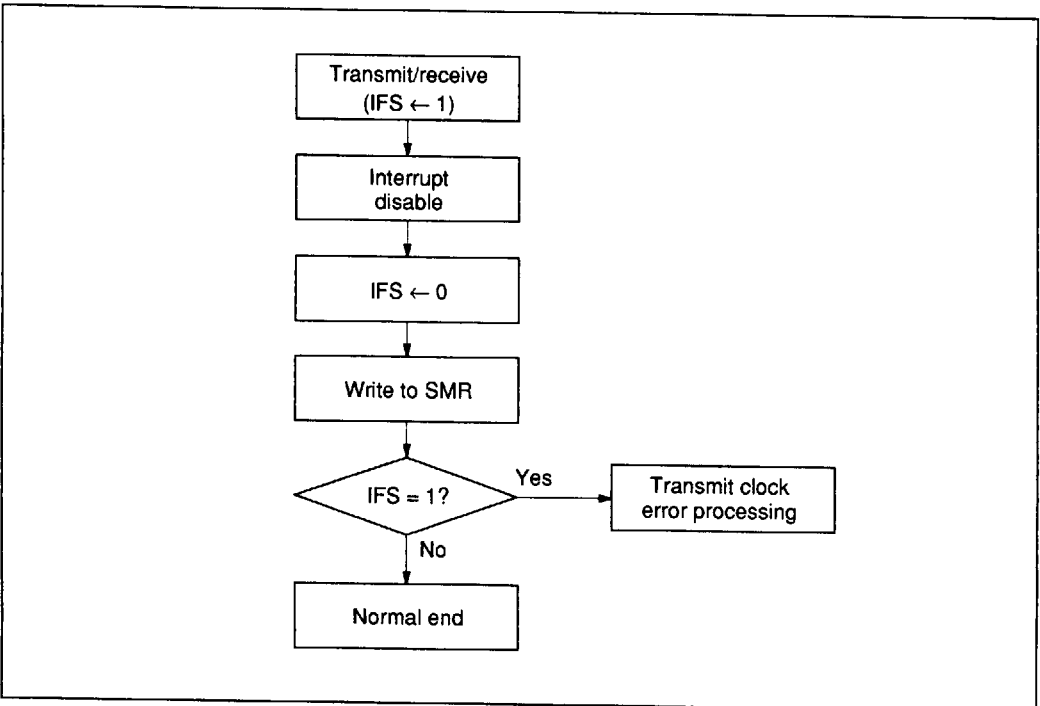 Transmit/receive
(IFS ← 1)
Interrupt
disable
IFS ← 0
Write to SMR
IFS = 1?
Yes
Transmit clock
error processing
No
Normal end